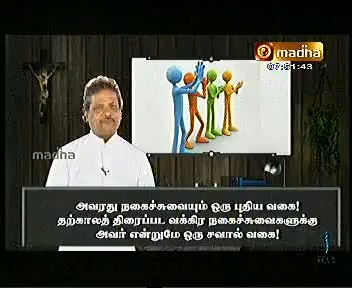 madha
07:51:43
madha
அவரது நகைச்சுவையும் ஒரு புதிய வகை!
தற்காலத் திரைப்பட வக்கிர நகைச்சுவைகளுக்கு
அவர் என்றுமே ஒரு சவால் வகை!